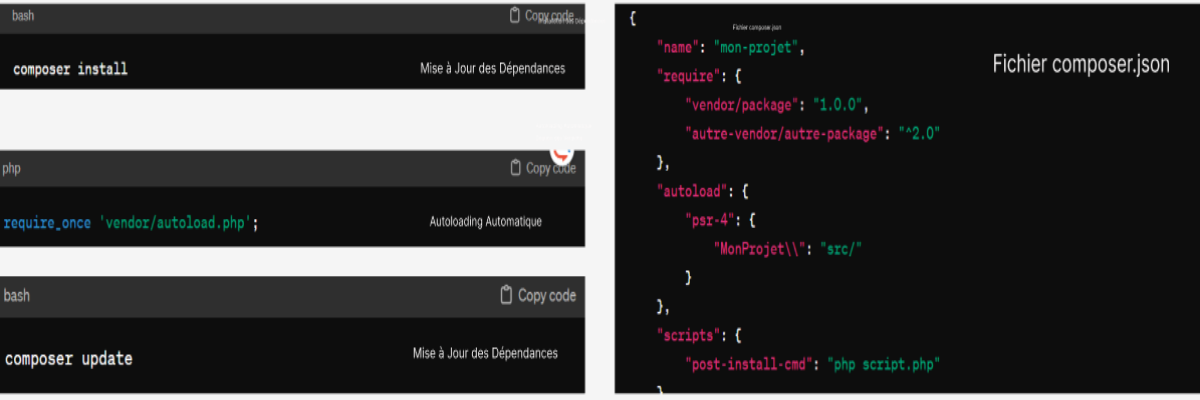 bash
Copy code
composer install
Mise à Jour des Dépendances
php
Copy code
require_once 'vendor/autoload.php';
Autoloading Automatique
bash
Copy code
composer update
Mise à Jour des Dépendances
{
Fichier composer.json
"name": "mon-projet",
Fichier composer.json
"require": {
"vendor/package": "1.0.0",
"autre-vendor/autre-package": "^2.0"
},
"autoload": {
"psr-4": {
"MonProjet\\": "src/"
}
},
"scripts": {
"post-install-cmd": "php script.php"
}